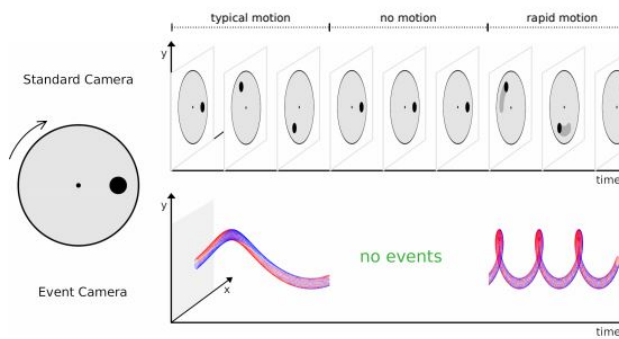 typical motion
no motion
rapid motion
y
Standard Camera
time
y
no events
x
Event Camera
time